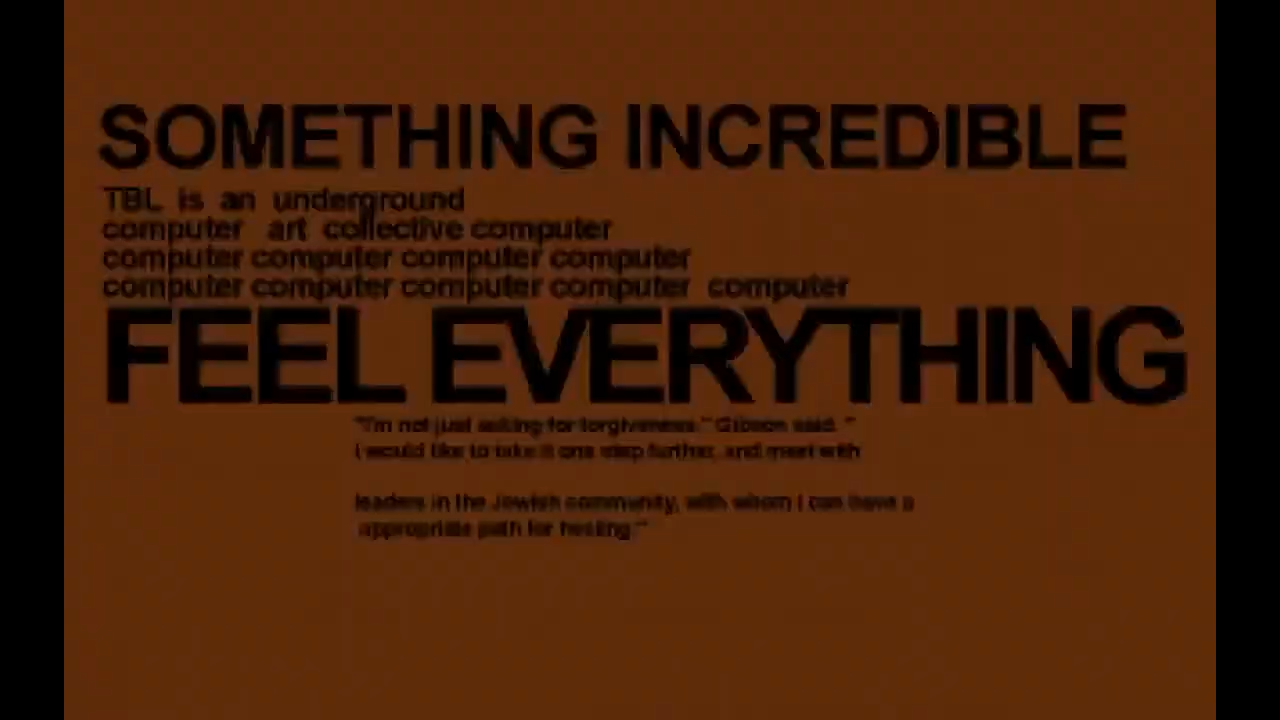 SOMETHING INCREDIBLE
TBL is an underground
computer art collective computer
computer computer computer computer
computer computer computer computer computer
FEEL EVERYTHING
"I'm not just asking for forgiveness." Gibson said. "
I would like to take it one step further, and meet with
leaders in the Jewish community, with whom I can have a
appropriate path for healing."